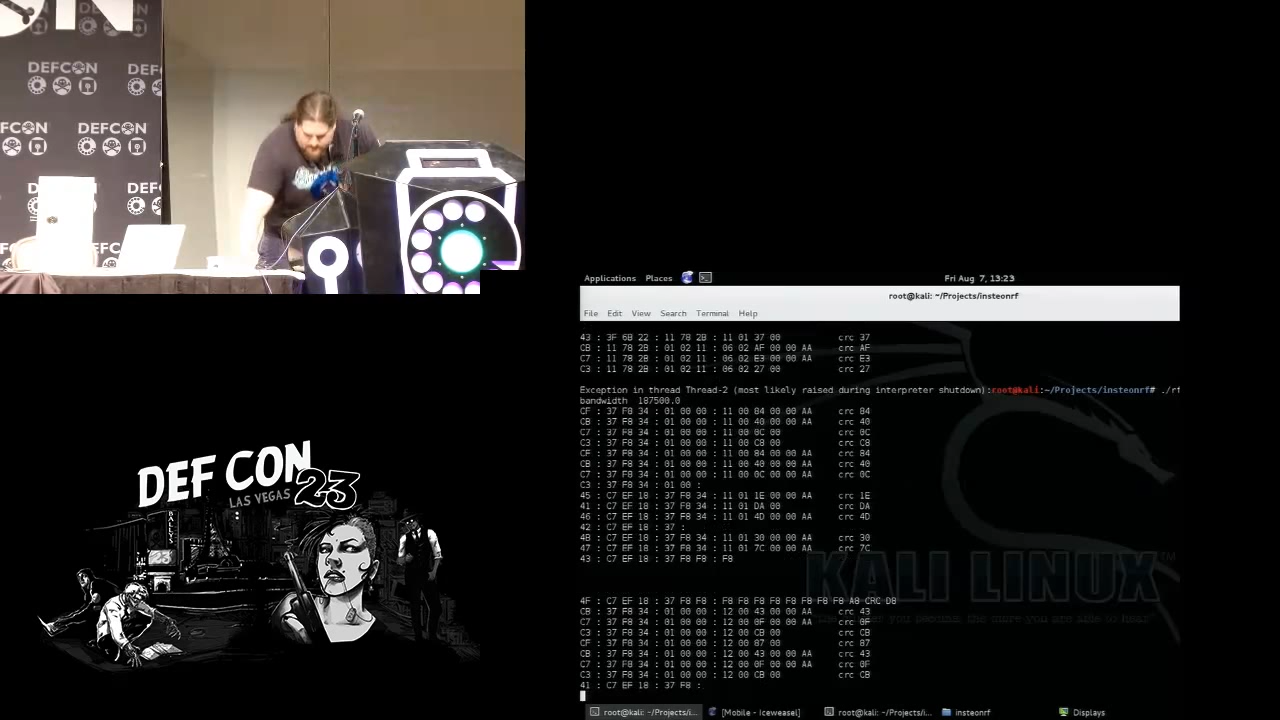 ON
DEFCON
DEFC
EFCON
DEFCON
DEF
DEF
Applications Places Fri Aug 7, 13:23
root@kali: ~/Projects/insteonrf
File Edit View Search Terminal Help
43 : 3F 6B 22 : 11 78 2B : 11 01 37 00 crc 37
CB : 11 78 2B : 01 02 11 : 06 02 AF 00 00 AA crc AF
C7 : 11 78 2B : 01 02 11 : 06 02 E3 00 00 AA crc E3
C3 : 11 78 2B : 01 02 11 : 06 02 27 00 crc 27
Exception in thread Thread-2 (most likely raised during interpreter shutdown):root@kali:~/Projects/insteonrf# ./rf
bandwidth 187500.0
CF : 37 F8 34 : 01 00 00 : 11 00 84 00 00 AA crc 84
CB : 37 F8 34 : 01 00 00 : 11 00 40 00 00 AA crc 40
C7 : 37 F8 34 : 01 00 00 : 11 00 0C 00 crc 0C
C3 : 37 F8 34 : 01 00 00 : 11 00 C8 00 crc C8
CF : 37 F8 34 : 01 00 00 : 11 00 84 00 00 AA crc 84
CB : 37 F8 34 : 01 00 00 : 11 00 40 00 00 AA crc 40
C7 : 37 F8 34 : 01 00 00 : 11 00 0C 00 00 AA crc 0C
C3 : 37 F8 34 : 01 00 :
45 : C7 EF 18 : 37 F8 34 : 11 01 1E 00 00 AA crc 1E
41 : C7 EF 18 : 37 F8 34 : 11 01 DA 00 crc DA
46 : C7 EF 18 : 37 F8 34 : 11 01 4D 00 00 AA crc 4D
42 : C7 EF 18 : 37 :
4B : C7 EF 18 : 37 F8 34 : 11 01 30 00 00 AA crc 30
47 : C7 EF 18 : 37 F8 34 : 11 01 7C 00 00 AA crc 7C
43 : C7 EF 18 : 37 F8 F8 : F8
4F : C7 EF 18 : 37 F8 F8 : F8 F8 F8 F8 F8 F8 F8 F8 A8 CRC D8
CB : 37 F8 34 : 01 00 00 : 12 00 43 00 00 AA crc 43
C7 : 37 F8 34 : 01 00 00 : 12 00 0F 00 00 AA crc 0F
C3 : 37 F8 34 : 01 00 00 : 12 00 CB 00 crc CB
CF : 37 F8 34 : 01 00 00 : 12 00 87 00 crc 87
CB : 37 F8 34 : 01 00 00 : 12 00 43 00 00 AA crc 43
C7 : 37 F8 34 : 01 00 00 : 12 00 0F 00 00 AA crc 0F
C3 : 37 F8 34 : 01 00 00 : 12 00 CB 00 crc CB
41 : C7 EF 18 : 37 F8 :
KALI LINUX
you become, the more you are able to hear"
root@kali: ~/Projects/i... [Mobile - Iceweasel] root@kali: ~/Projects/i... insteonrf Displays
DEF CON 23
LAS VEGAS
BALLYS
23